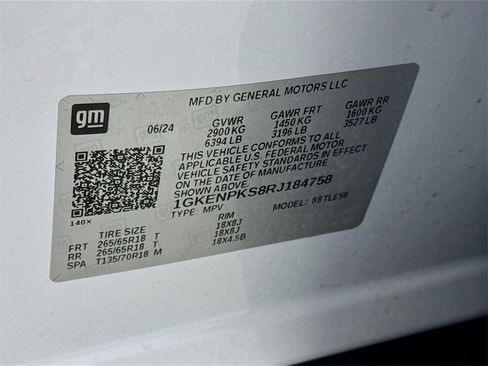 MFD BY GENERAL MOTORS LLC
gm
06/24 GVWR GAWR FRT GAWR RR
2900 KG 1450 KG 1600 KG
6394 LB 3196 LB 3527 LB
THIS VEHICLE CONFORMS TO ALL
APPLICABLE U.S. FEDERAL MOTOR
VEHICLE SAFETY STANDARDS IN EFFECT
ON THE DATE OF MANUFACTURE SHOWN ABOVE.
1GKENPKS8RJ184758
140X
TYPE: MPV MODEL: 88TLE56
TIRE SIZE RIM
FRT 265/65R18 T 18X8J
RR 265/65R18 T 18X8J
SPA T135/70R18 M 18X4.5B